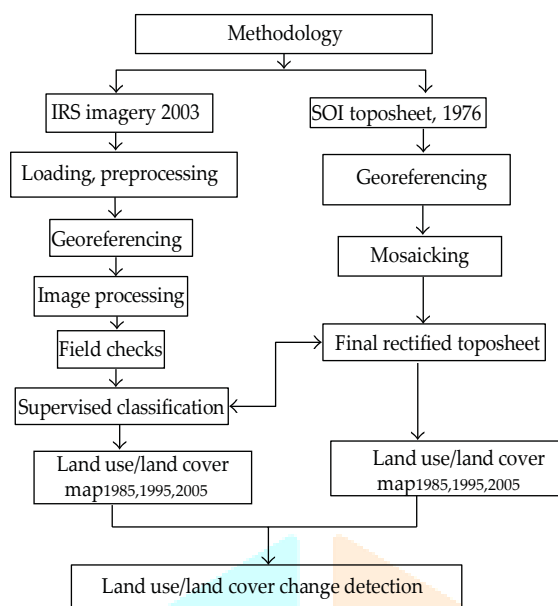 Methodology
IRS imagery 2003
SOI toposheet, 1976
Loading, preprocessing
Georeferencing
Georeferencing
Mosaicking
Image processing
Field checks
Final rectified toposheet
Supervised classification
Land use/land cover
map1985,1995,2005
Land use/land cover
map1985,1995,2005
Land use/land cover change detection